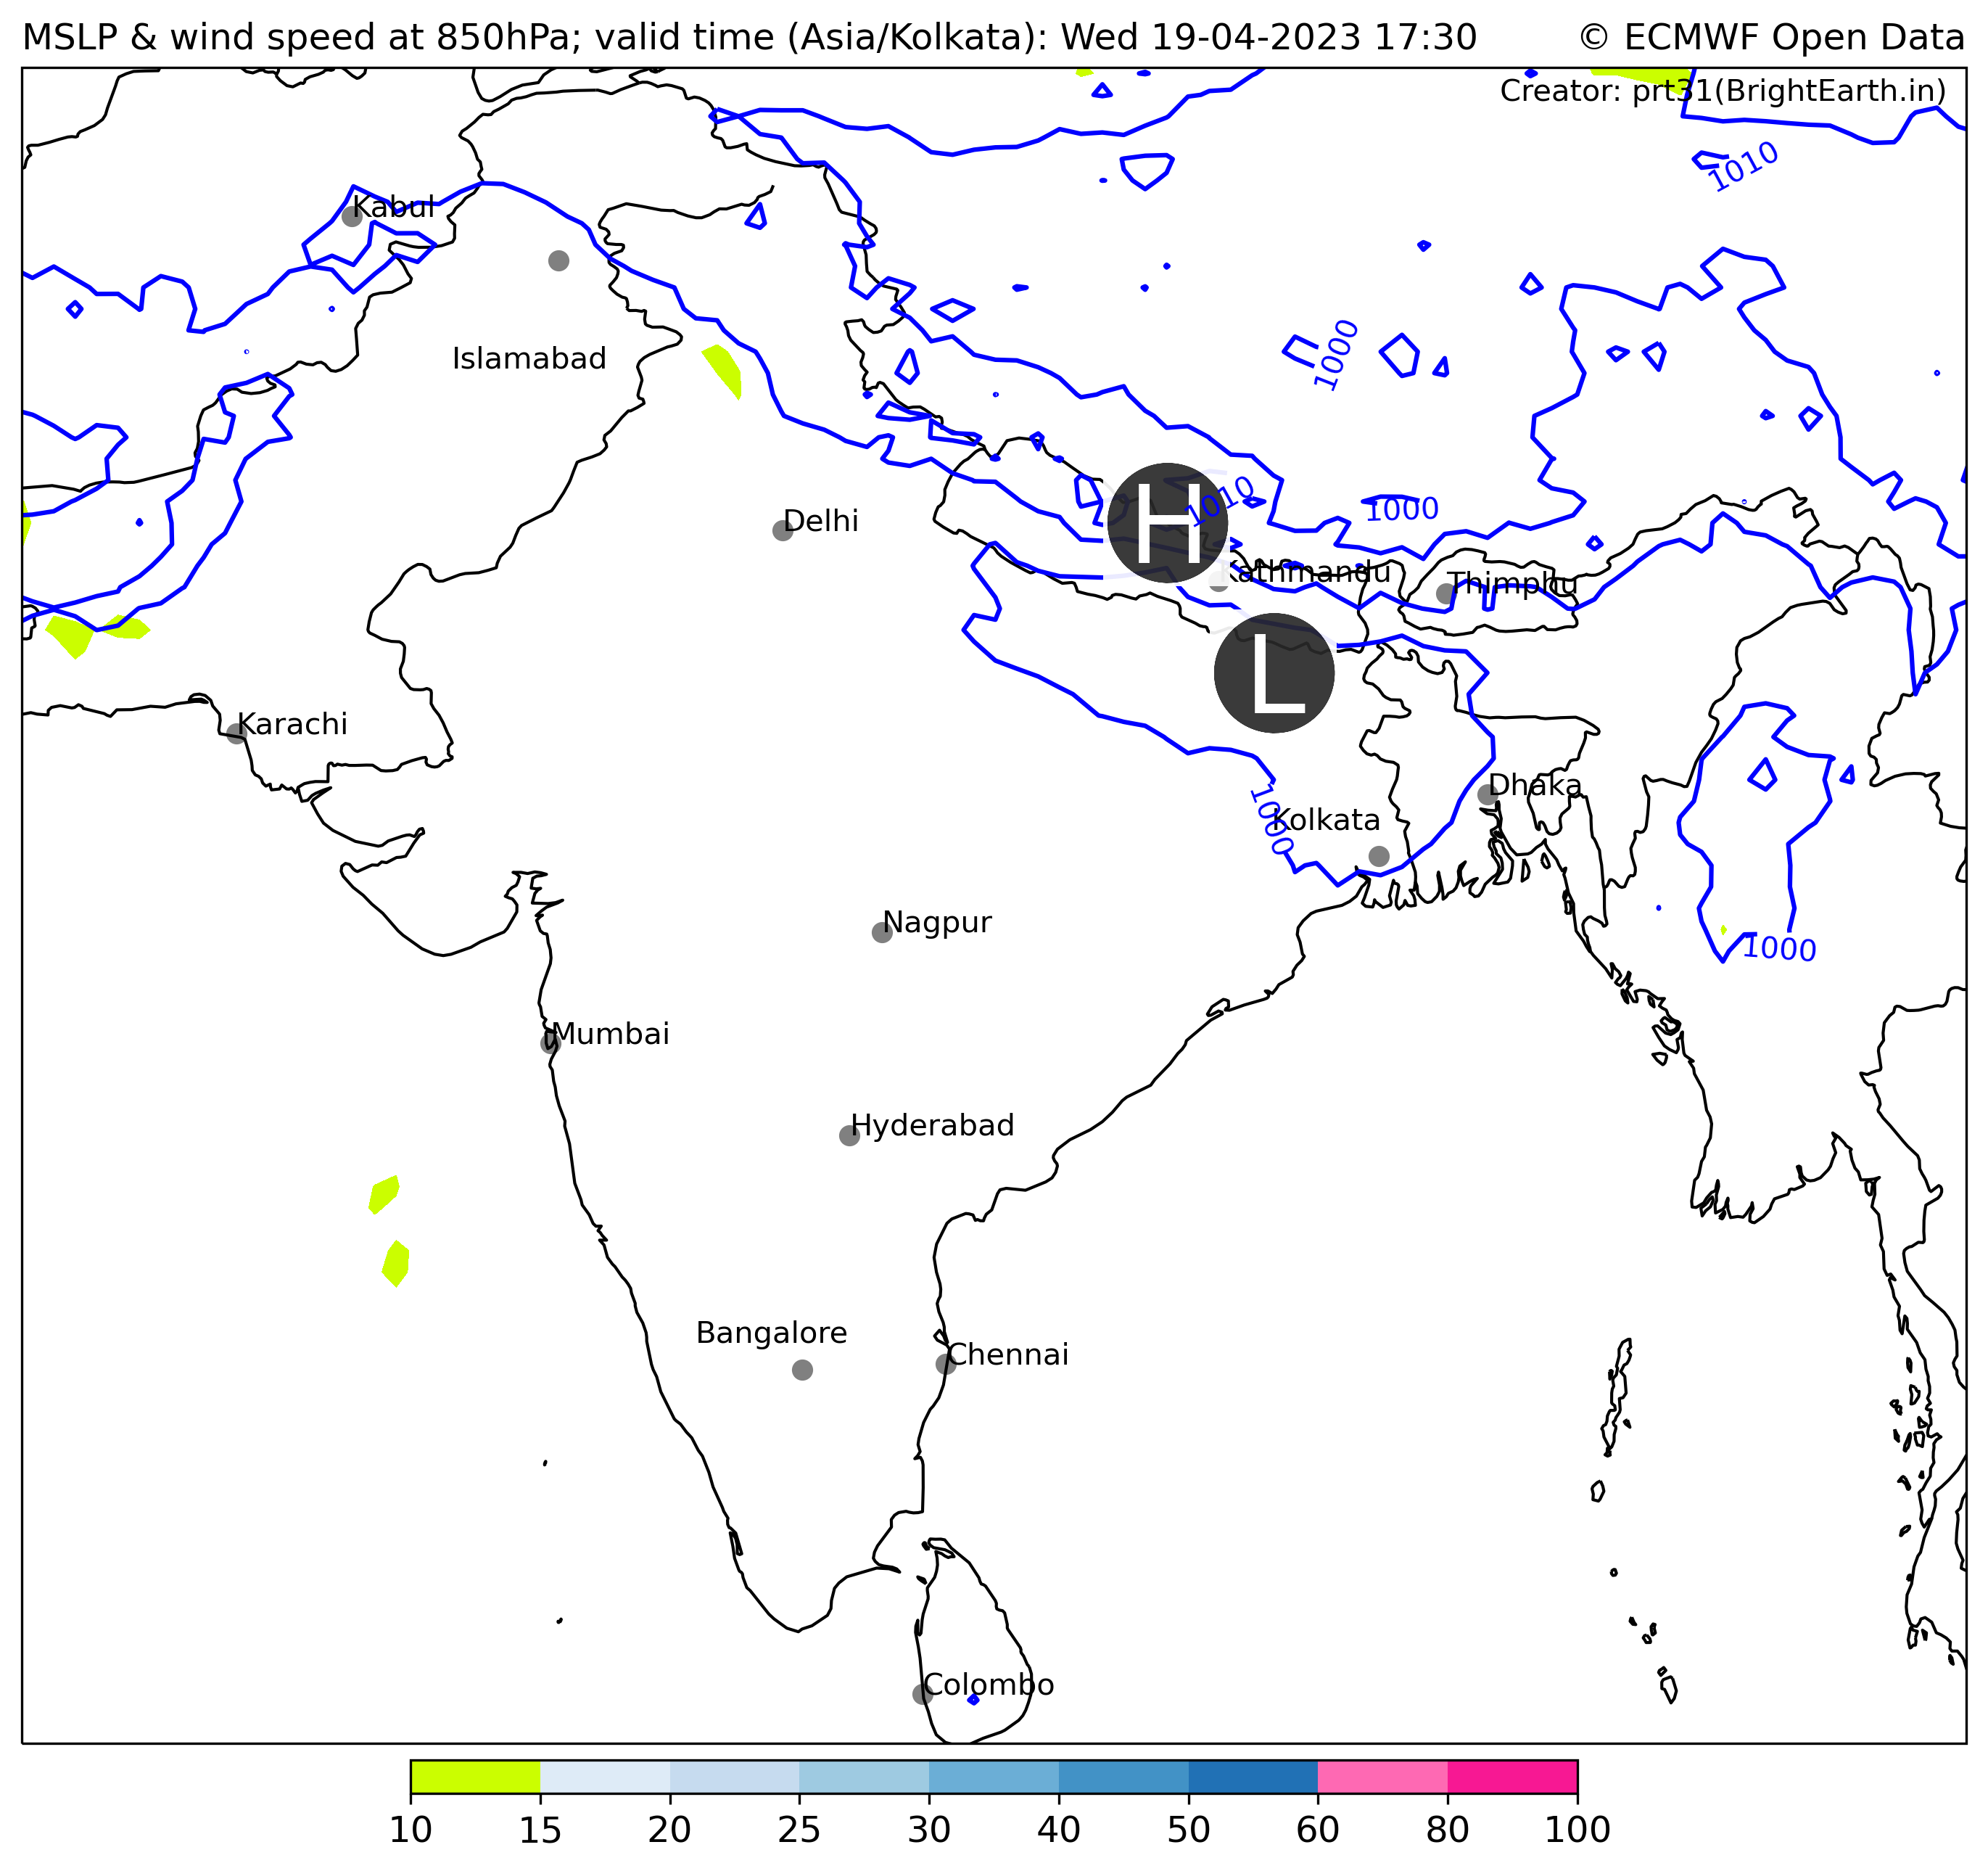 MSLP & wind speed at 850hPa; valid time (Asia/Kolkata): Wed 19-04-2023 17:30
© ECMWF Open Data
Creator: prt31(BrightEarth.in)
1010
Kabul
1000
Islamabad
H
1010
1000
Delhi
Kathmandu
Thimphu
L
Karachi
Dhaka
1000
Kolkata
Nagpur
1000
Mumbai
Hyderabad
Bangalore
Chennai
Colombo
10 15 20 25 30 40 50 60 80 100